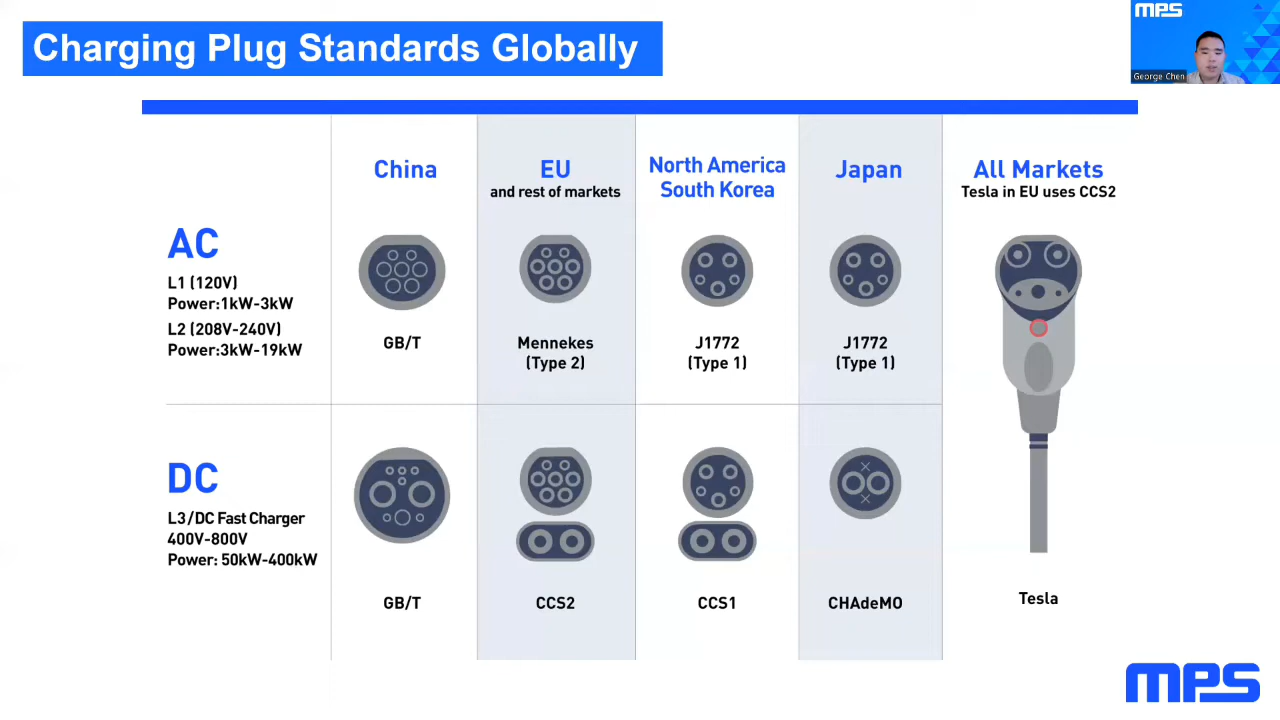 Charging Plug Standards Globally
MPS
George Chen
China
EU
and rest of markets
North America
South Korea
Japan
All Markets
Tesla in EU uses CCS2
AC
L1 (120V)
Power:1kW-3kW
L2 (208V-240V)
Power:3kW-19kW
GB/T
Mennekes
(Type 2)
J1772
(Type 1)
J1772
(Type 1)
DC
L3/DC Fast Charger
400V-800V
Power: 50kW-400kW
GB/T
CCS2
CCS1
CHAdeMO
Tesla
MPS